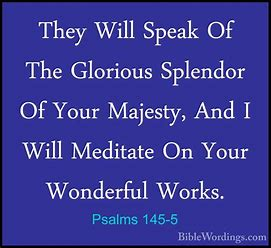 They Will Speak Of
The Glorious Splendor
Of Your Majesty, And I
Will Meditate On Your
Wonderful Works.
Psalms 145-5
BibleWordings.com